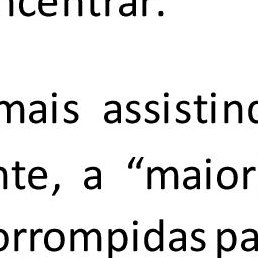 ncentrar.
mais assistind
nte, a “maior
orrompidas pa